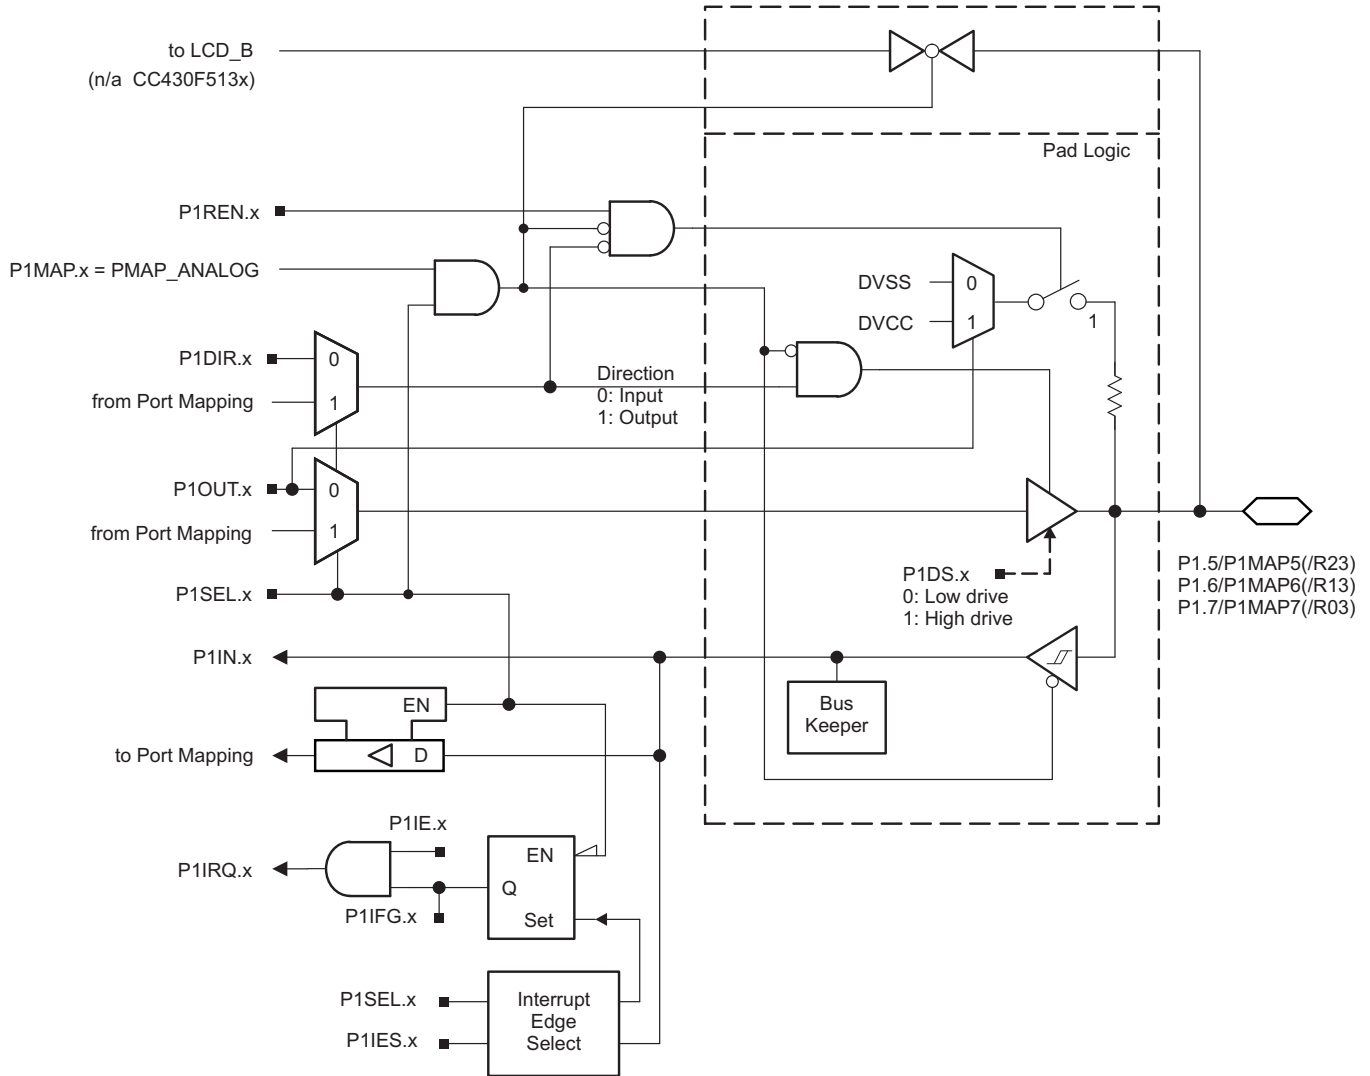 to LCD_B
(n/a CC430F513x)
Pad Logic
P1REN.x
P1MAP.x = PMAP_ANALOG
DVSS
0
DVCC
1
1
P1DIR.x
0
from Port Mapping
1
Direction
0: Input
1: Output
P1OUT.x
0
from Port Mapping
1
P1SEL.x
P1DS.x
0: Low drive
1: High drive
P1.5/P1MAP5(/R23)
P1.6/P1MAP6(/R13)
P1.7/P1MAP7(/R03)
P1IN.x
Bus
Keeper
EN
to Port Mapping
D
P1IE.x
P1IRQ.x
EN
Q
P1IFG.x
Set
P1SEL.x
P1IES.x
Interrupt
Edge
Select